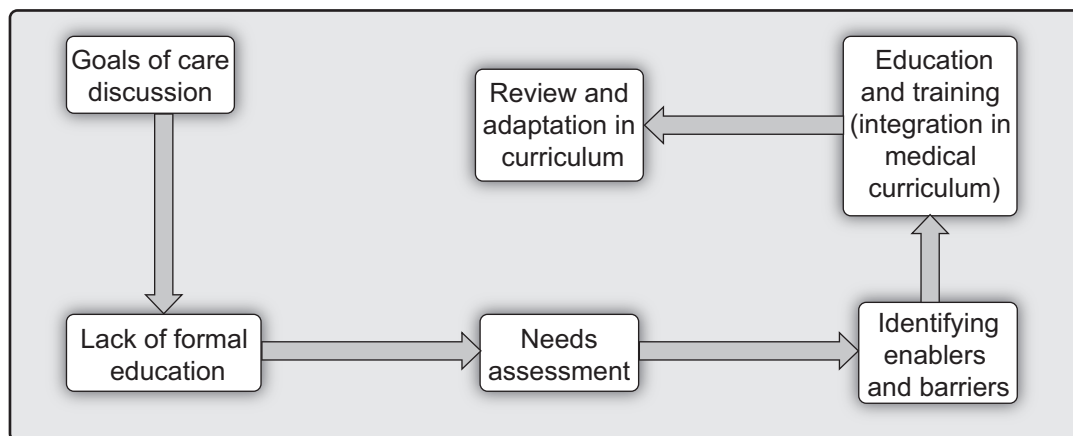 Goals of care
discussion
Lack of formal
education
Needs
assessment
Identifying
enablers
and barriers
Education
and training
(integration in
medical
curriculum)
Review and
adaptation in
curriculum